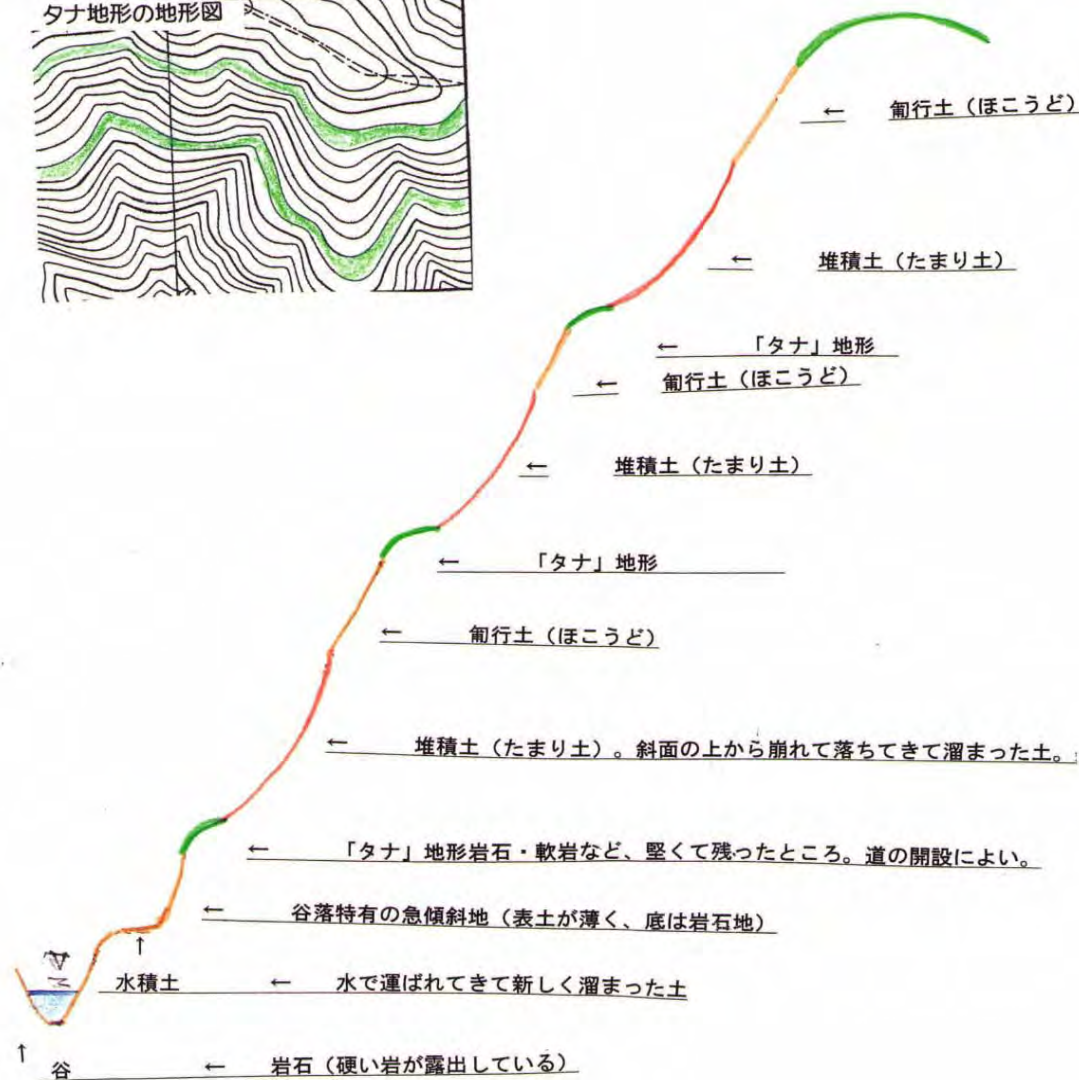 タナ地形の地形図
← 匍行土（ほこうど）
← 堆積土（たまり土）
← 「タナ」地形
← 匍行土（ほこうど）
← 堆積土（たまり土）
← 「タナ」地形
← 匍行土（ほこうど）
← 堆積土（たまり土）。斜面の上から崩れて落ちてきて溜まった土。
← 「タナ」地形岩石・軟岩など、堅くて残ったところ。道の開設によい。
← 谷落特有の急傾斜地（表土が薄く、底は岩石地）
↑
水積土 ← 水で運ばれてきて新しく溜まった土
↑
谷 ← 岩石（硬い岩が露出している）